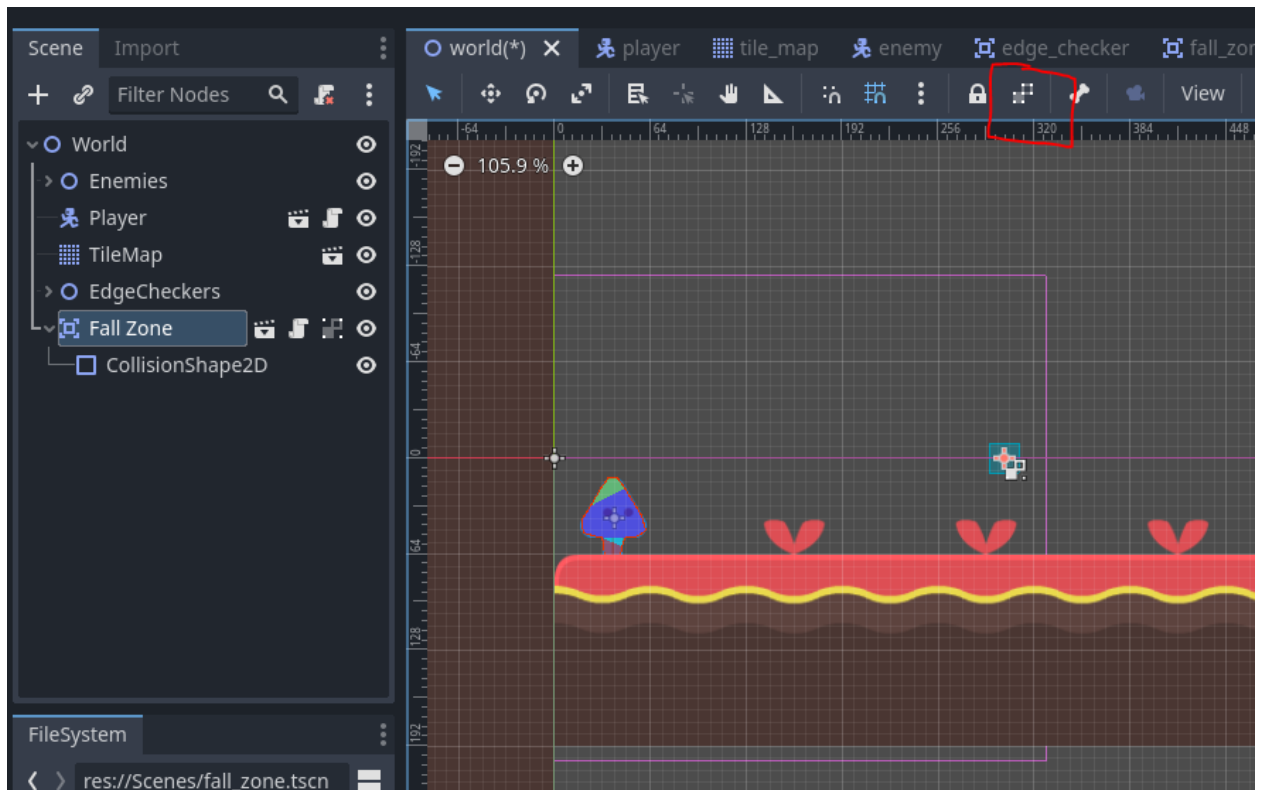 Scene Import
world(*) player tile_map enemy edge_checker fall_zor
Filter Nodes
View
-64 0 64 128 192 256 320 384 448
World
Enemies
Player
TileMap
EdgeCheckers
Fall Zone
CollisionShape2D
-192
105.9 %
-128
-64
0
64
128
192
FileSystem
res://Scenes/fall_zone.tscn